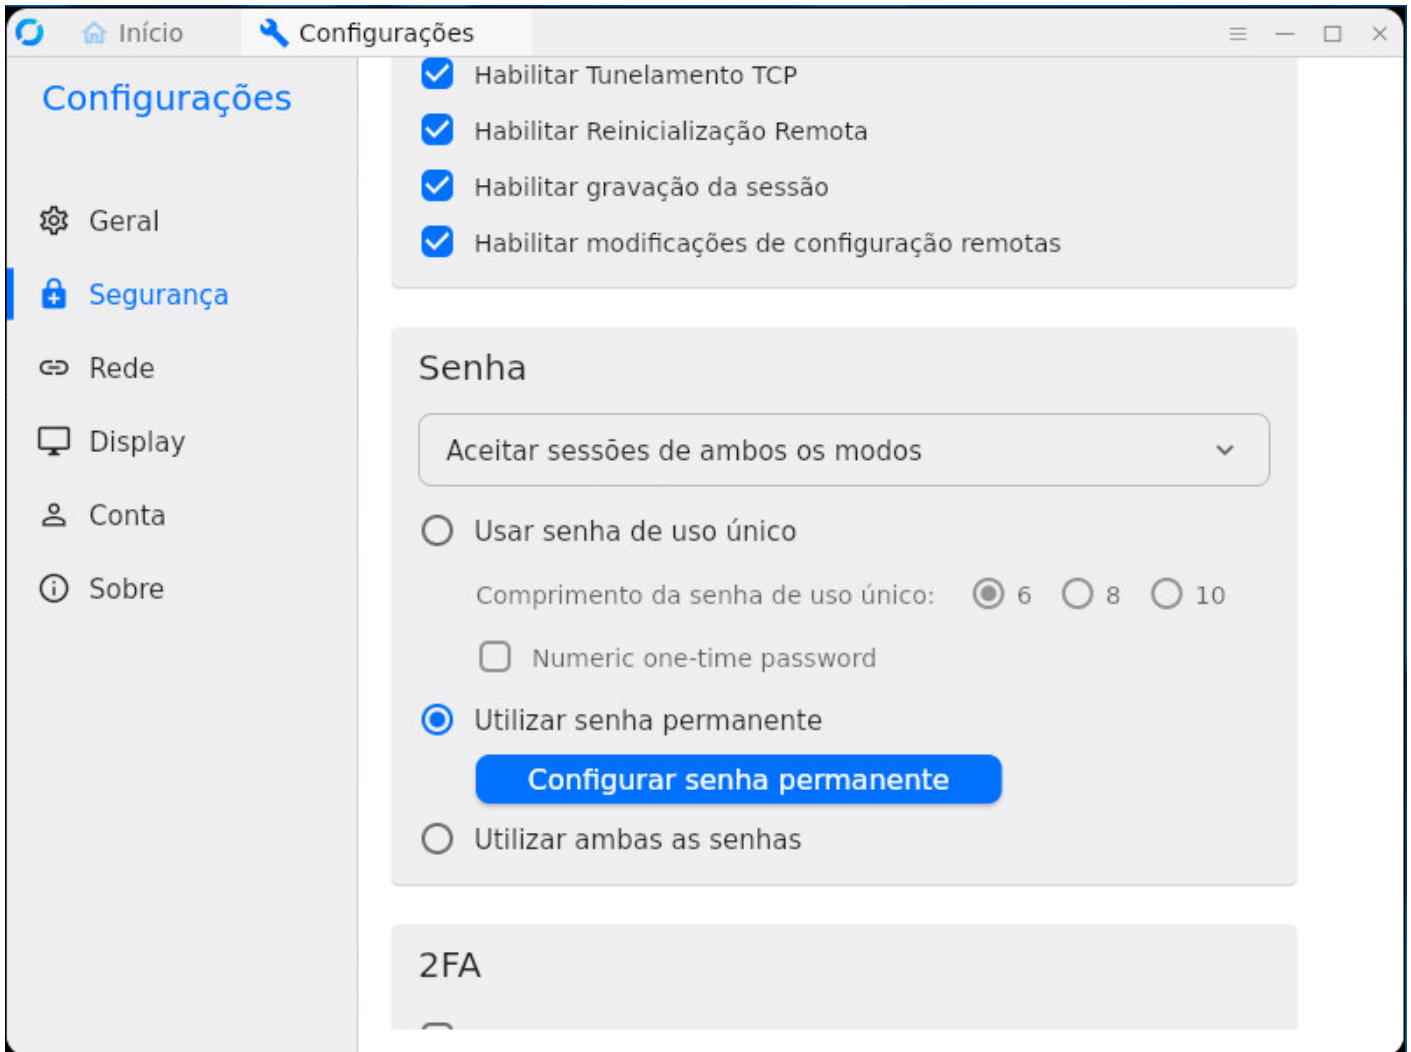 Início
Configurações
Configurações
Geral
Segurança
Rede
Display
Conta
Sobre
Habilitar Tunelamento TCP
Habilitar Reinicialização Remota
Habilitar gravação da sessão
Habilitar modificações de configuração remotas
Senha
Aceitar sessões de ambos os modos
Usar senha de uso único
Comprimento da senha de uso único: 6 8 10
Numeric one-time password
Utilizar senha permanente
Configurar senha permanente
Utilizar ambas as senhas
2FA